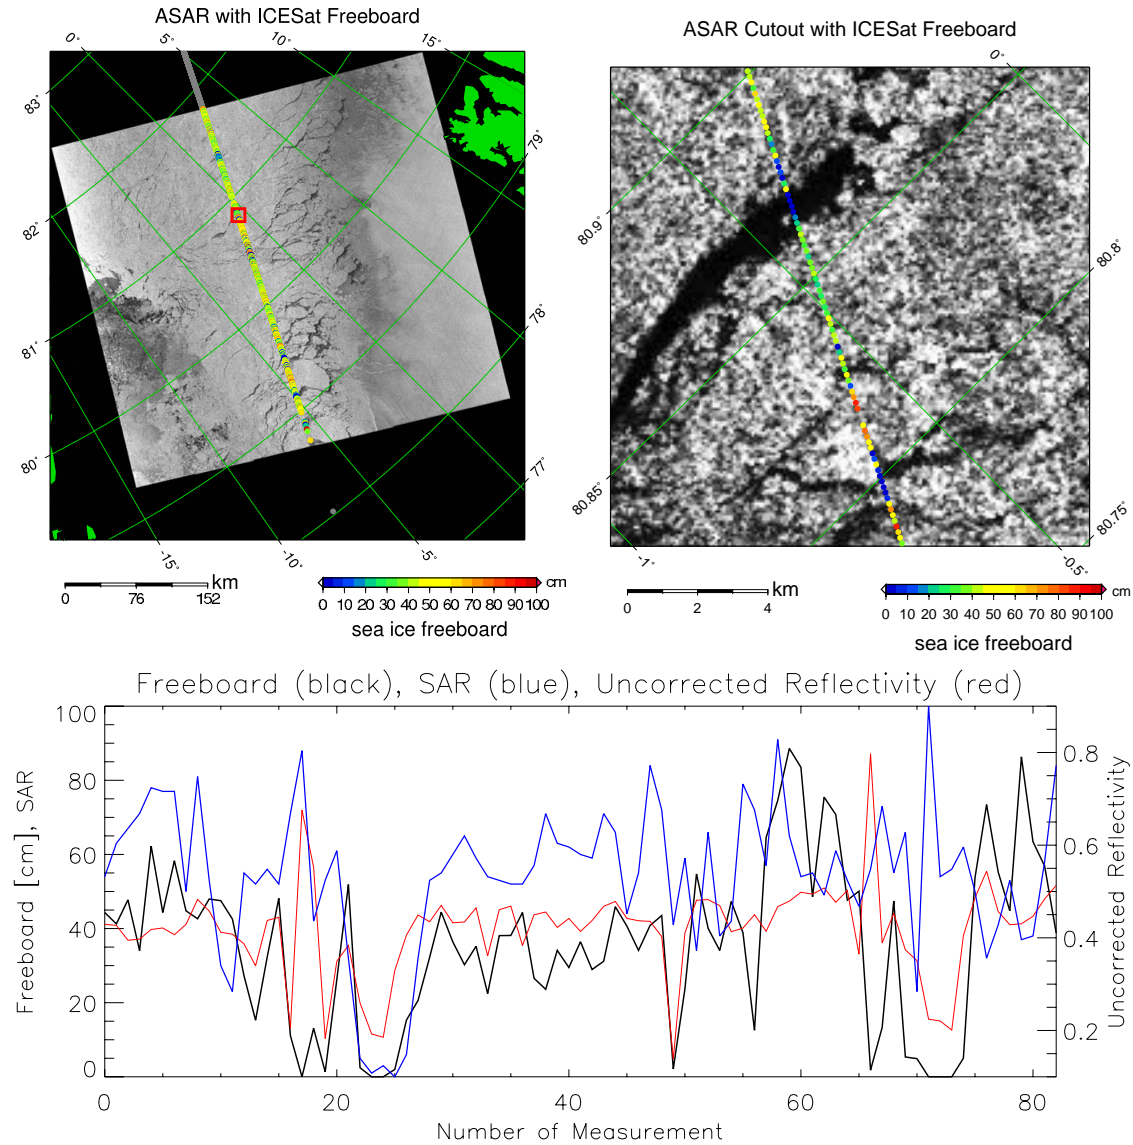 ASAR with ICESat Freeboard
0° 5° 10° 15°
83°
82°
81°
80°
79°
78°
77°
-15° -10° -5°
0 76 152 km
0 10 20 30 40 50 60 70 80 90 100 cm
sea ice freeboard
ASAR Cutout with ICESat Freeboard
0°
80.9°
80.85°
80.8°
80.75°
-1° -0.5°
0 2 4 km
0 10 20 30 40 50 60 70 80 90 100 cm
sea ice freeboard
Freeboard (black), SAR (blue), Uncorrected Reflectivity (red)
100
80
60
40
20
0
Freeboard [cm], SAR
0.8
0.6
0.4
0.2
Uncorrected Reflectivity
0 20 40 60 80
Number of Measurement